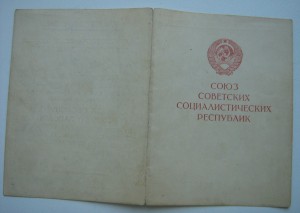 СОЮЗ
СОВЕТСКИХ
СОЦИАЛИСТИЧЕСКИХ
РЕСПУБЛИК